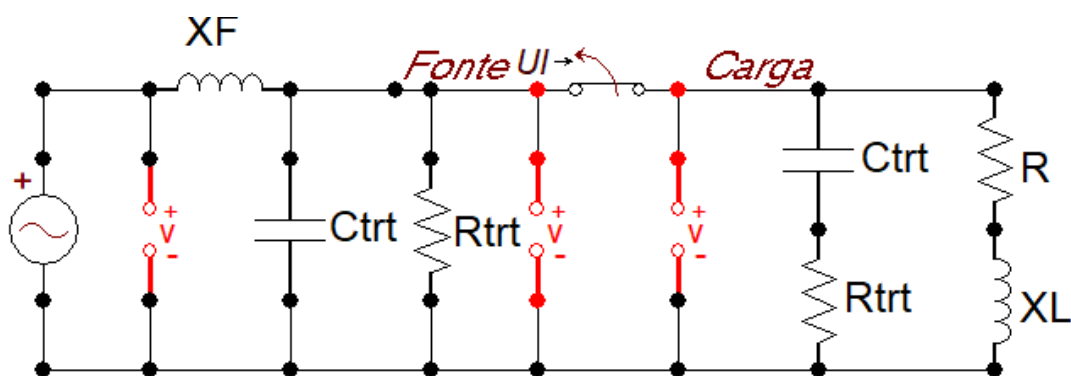 XF
Fonte UI Carga
+
+ V -
Ctrt
Rtrt
+ V -
+ V -
Ctrt
Rtrt
R
XL